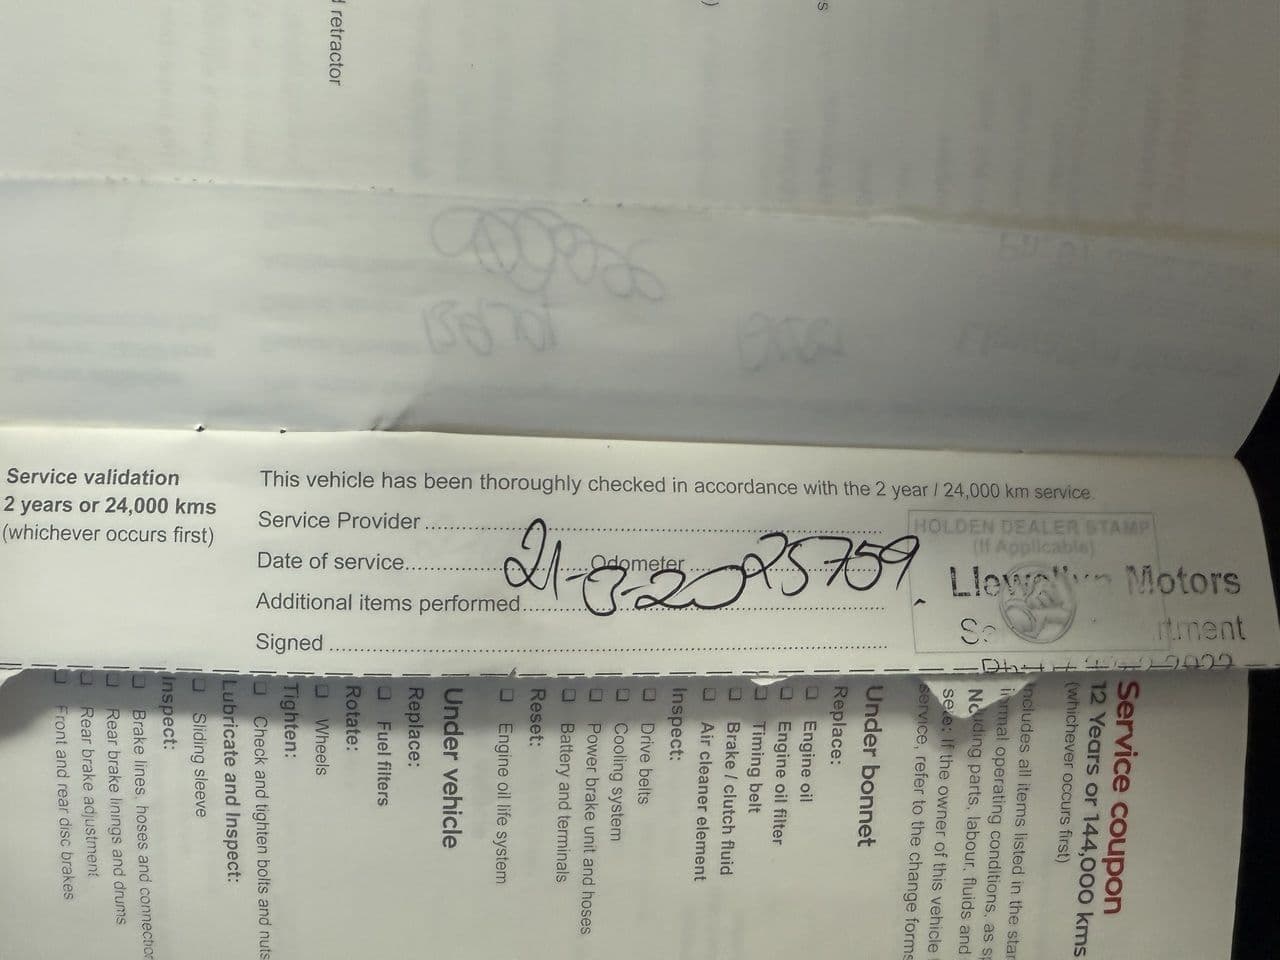 d retractor
Service validation
2 years or 24,000 kms
(whichever occurs first)
This vehicle has been thoroughly checked in accordance with the 2 year / 24,000 km service.
Service Provider
Date of service 21-3-20 Odometer 25759
Additional items performed
Signed
HOLDEN DEALER STAMP
(If Applicable)
Llewellyn Motors
Service coupon
12 Years or 144,000 kms
(whichever occurs first)
includes all items listed in the
normal operating conditions, as
parts, labour, fluids and
If the owner of this vehicle
service, refer to the change
Under bonnet
Replace:
Engine oil
Engine oil filter
Timing belt
Brake / clutch fluid
Air cleaner element
Inspect:
Drive belts
Cooling system
Power brake unit and hoses
Battery and terminals
Reset:
Engine oil life system
Under vehicle
Replace:
Fuel filters
Rotate:
Wheels
Tighten:
Check and tighten bolts and nuts
Lubricate and Inspect:
Sliding sleeve
Inspect:
Brake lines, hoses and
Rear brake linings and drums
Rear brake adjustment
Front and rear disc brakes